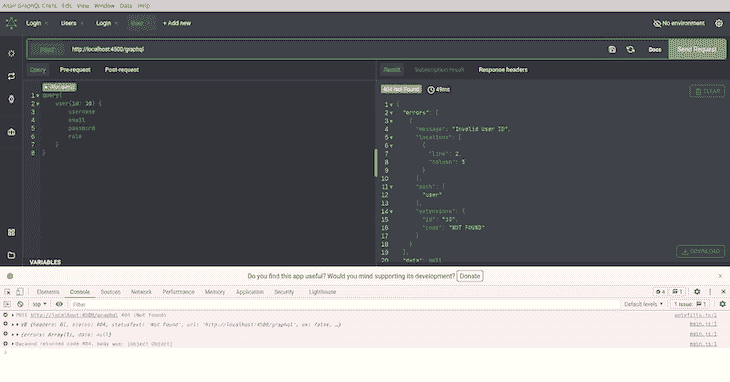 Altair GraphQL Client Edit View Window Data Help
Login Users Login User + Add new No environment
POST http://localhost:4500/graphql Docs Send Request
Query Pre-request Post-request
Result Subscription result Response headers
404 Not Found 49ms CLEAR
1 query{
2 user(id: 10) {
3 username
4 email
5 password
6 role
7 }
8 }
VARIABLES
1 {
2 "errors": [
3 {
4 "message": "Invalid User ID",
5 "locations": [
6 {
7 "line": 2,
8 "column": 5
9 }
10 ],
11 "path": [
12 "user"
13 ],
14 "extensions": {
15 "id": "10",
16 "code": "NOT FOUND"
17 }
18 }
19 ],
20 "data": null
DOWNLOAD
Do you find this app useful? Would you mind supporting its development? Donate
Elements Console Sources Network Performance Memory Application Security Lighthouse 4 1
top Filter Default levels 1 Issue: 1
POST http://localhost:4500/graphql 404 (Not Found) polyfills.js:1
status: 404, statusText: 'Not Found', url: 'http://localhost:4500/graphql', ok: false, …} main.js:1
{errors: Array(1), data: null} main.js:1
Backend returned code 404, body was: [object Object] main.js:1